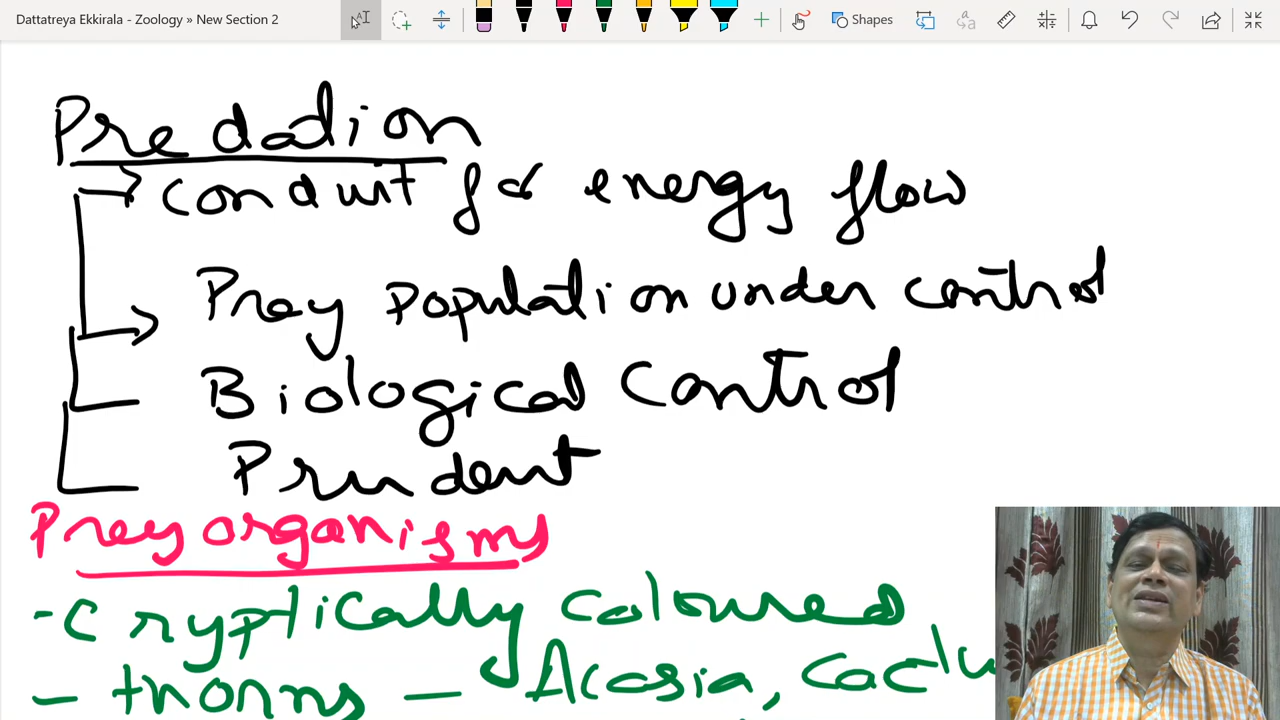 Dattatreya Ekkirala - Zoology » New Section 2
Shapes
Predation
conduit for energy flow
Prey population under control
Biological Control
Prudent
Prey organisms
- Cryptically coloured
- thorns - Acasia, cactu